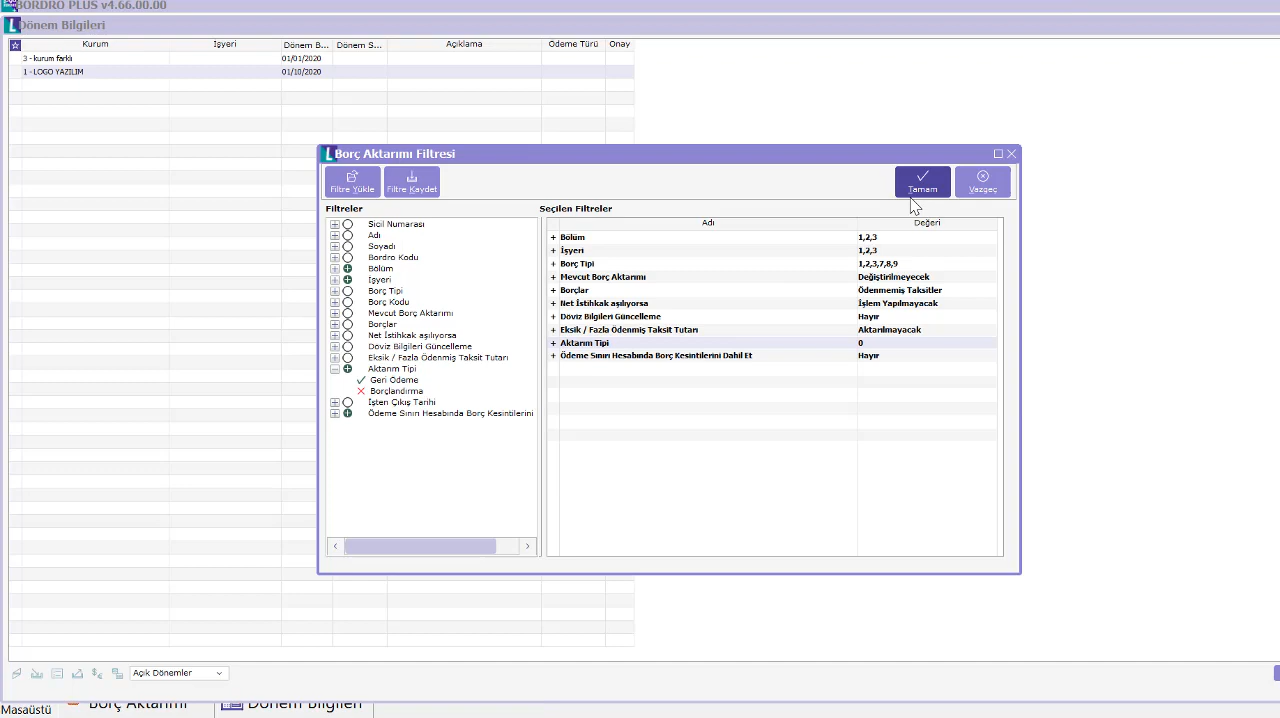 BORDRO PLUS v4.66.00.00
Dönem Bilgileri
Kurum İşyeri Dönem B... Dönem S... Açıklama Ödeme Türü Onay
3 - kurum farklı 01/01/2020
1 - LOGO YAZILIM 01/10/2020
Borç Aktarımı Filtresi
Filtre Yükle Filtre Kaydet Tamam Vazgeç
Filtreler Seçilen Filtreler
Sicil Numarası
Adı
Soyadı
Bordro Kodu
Bölüm
İşyeri
Borç Tipi
Borç Kodu
Mevcut Borç Aktarımı
Borçlar
Net İstihkak aşılıyorsa
Döviz Bilgileri Güncelleme
Eksik / Fazla Ödenmiş Taksit Tutarı
Aktarım Tipi
Geri Ödeme
Borçlandırma
İşten Çıkış Tarihi
Ödeme Sınırı Hesabında Borç Kesintilerini
Adı Değeri
Bölüm 1,2,3
İşyeri 1,2,3
Borç Tipi 1,2,3,7,8,9
Mevcut Borç Aktarımı Değiştirilmeyecek
Borçlar Ödenmemiş Taksitler
Net İstihkak aşılıyorsa İşlem Yapılmayacak
Döviz Bilgileri Güncelleme Hayır
Eksik / Fazla Ödenmiş Taksit Tutarı Aktarılmayacak
Aktarım Tipi 0
Ödeme Sınırı Hesabında Borç Kesintilerini Dahil Et Hayır
Açık Dönemler
Masaüstü Borç Aktarımı Dönem Bilgileri